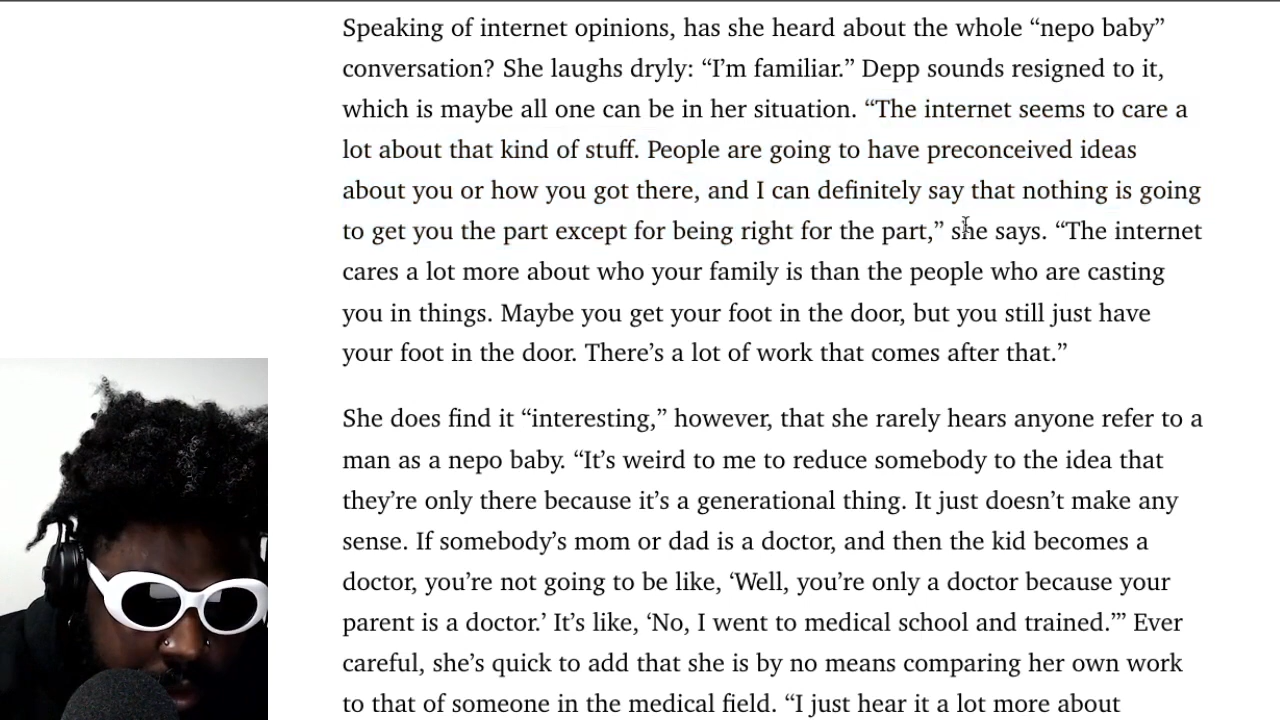 Speaking of internet opinions, has she heard about the whole “nepo baby”
conversation? She laughs dryly: “I’m familiar.” Depp sounds resigned to it,
which is maybe all one can be in her situation. “The internet seems to care a
lot about that kind of stuff. People are going to have preconceived ideas
about you or how you got there, and I can definitely say that nothing is going
to get you the part except for being right for the part,” she says. “The internet
cares a lot more about who your family is than the people who are casting
you in things. Maybe you get your foot in the door, but you still just have
your foot in the door. There’s a lot of work that comes after that.”
She does find it “interesting,” however, that she rarely hears anyone refer to a
man as a nepo baby. “It’s weird to me to reduce somebody to the idea that
they’re only there because it’s a generational thing. It just doesn’t make any
sense. If somebody’s mom or dad is a doctor, and then the kid becomes a
doctor, you’re not going to be like, ‘Well, you’re only a doctor because your
parent is a doctor.’ It’s like, ‘No, I went to medical school and trained.’” Ever
careful, she’s quick to add that she is by no means comparing her own work
to that of someone in the medical field. “I just hear it a lot more about